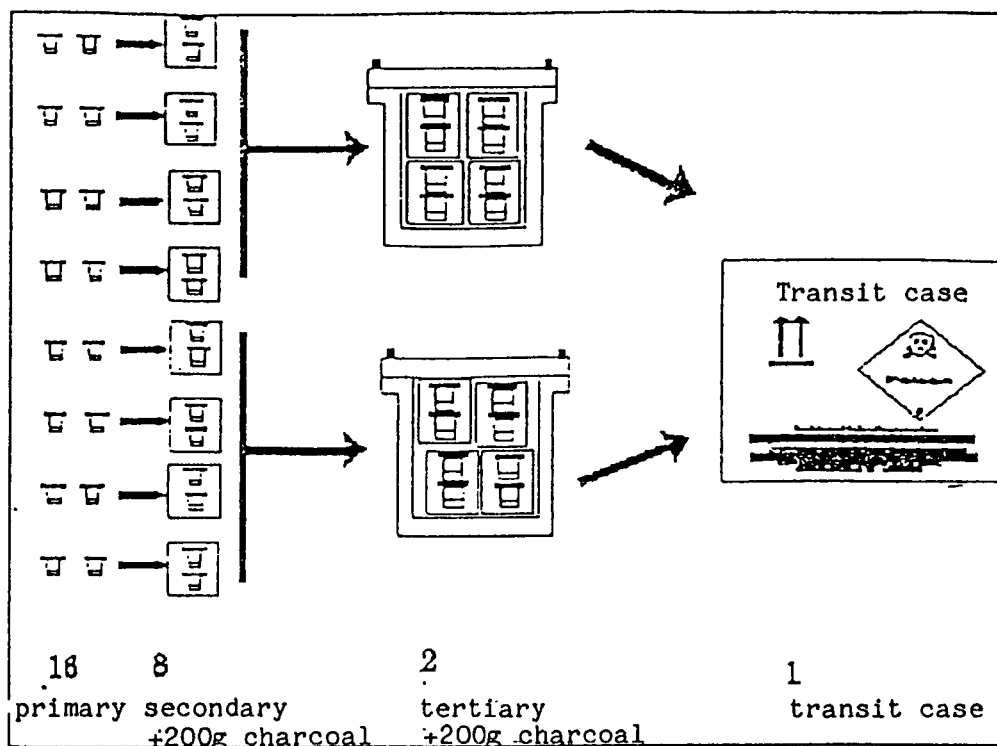 Transit case
16 8 2 1
primary secondary tertiary transit case
+200g charcoal +200g charcoal